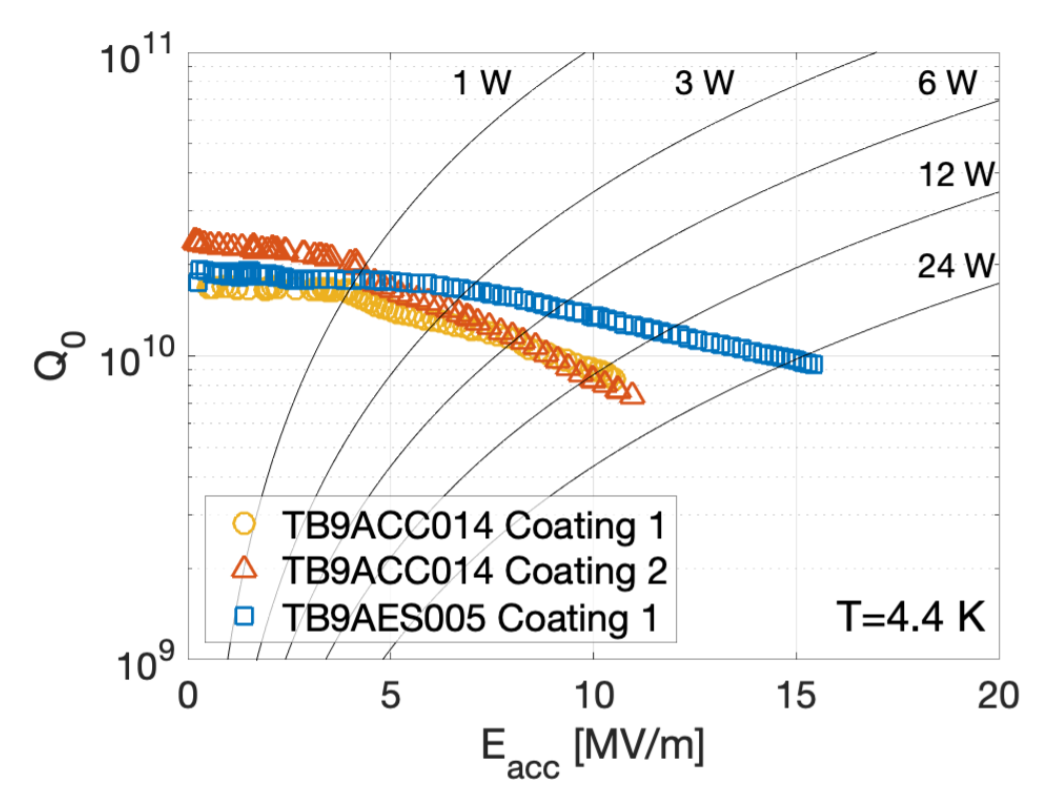 10^11
1 W
3 W
6 W
12 W
24 W
Q_0
10^10
TB9ACC014 Coating 1
TB9ACC014 Coating 2
TB9AES005 Coating 1
T=4.4 K
10^9
0
5
10
15
20
E_acc [MV/m]